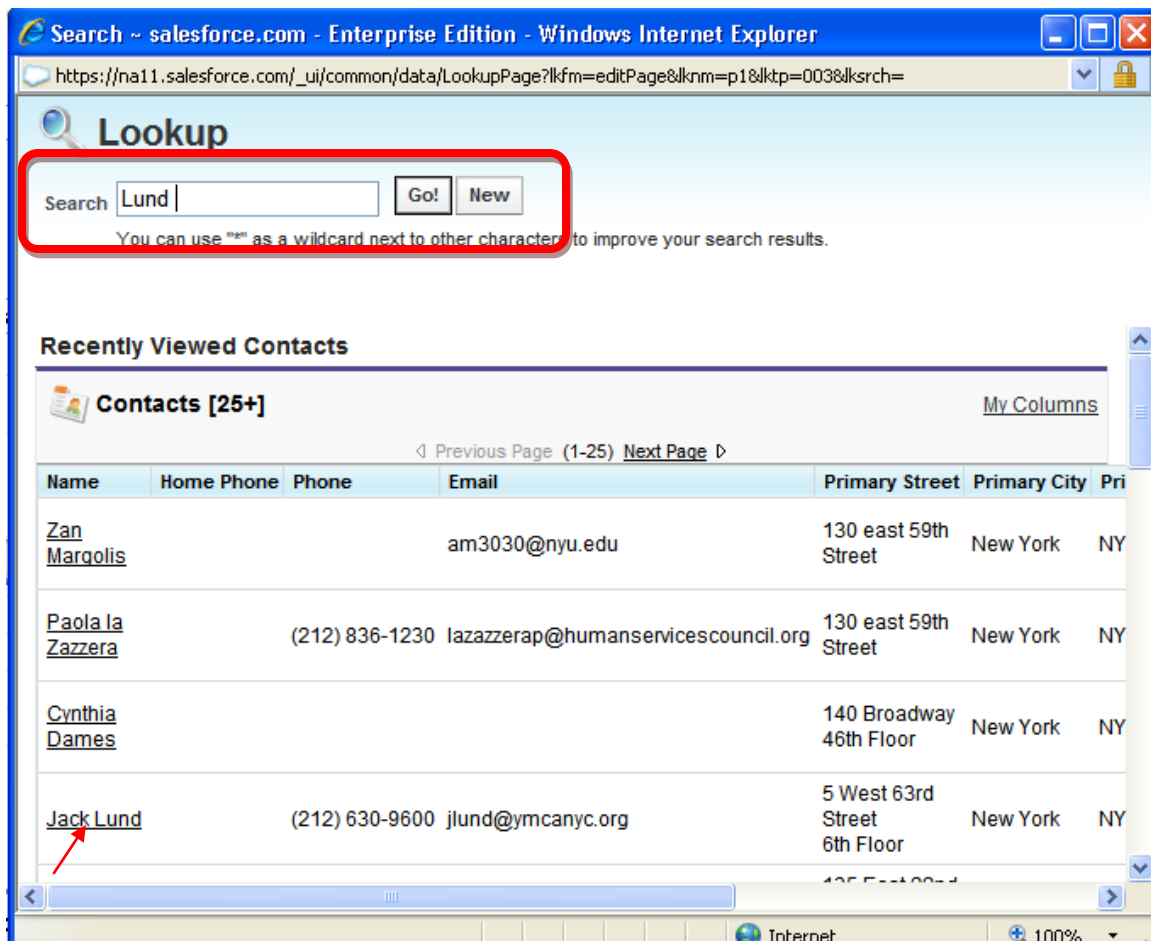 Search ~ salesforce.com - Enterprise Edition - Windows Internet Explorer
https://na11.salesforce.com/_ui/common/data/LookupPage?lkfm=editPage&lknm=p1&lktp=003&lksrch=
Lookup
Search Lund Go! New
You can use "*" as a wildcard next to other characters to improve your search results.
Recently Viewed Contacts
Contacts [25+] My Columns
Previous Page (1-25) Next Page
Name Home Phone Phone Email Primary Street Primary City Pri
Zan Margolis am3030@nyu.edu 130 east 59th Street New York NY
Paola la Zazzera (212) 836-1230 lazazzerap@humanservicescouncil.org 130 east 59th Street New York NY
Cynthia Dames 140 Broadway 46th Floor New York NY
Jack Lund (212) 630-9600 jlund@ymcanyc.org 5 West 63rd Street 6th Floor New York NY
Internet 100%